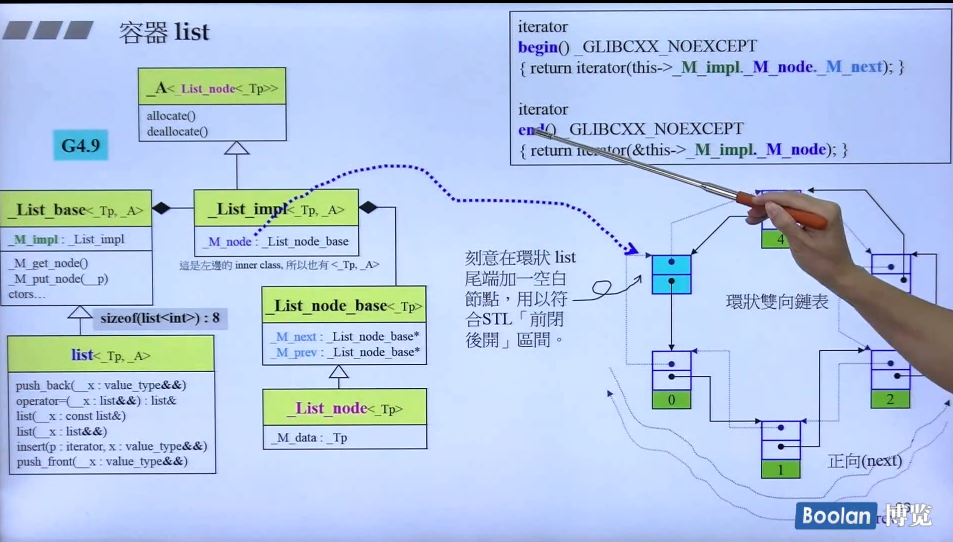 容器 list
iterator
begin() _GLIBCXX_NOEXCEPT
{ return iterator(this->_M_impl._M_node._M_next); }
iterator
end() _GLIBCXX_NOEXCEPT
{ return iterator(&this->_M_impl._M_node); }
_A<_List_node<_Tp>>
allocate()
deallocate()
G4.9
_List_base<_Tp, _A>
_M_impl : _List_impl
_M_get_node()
_M_put_node(__p)
ctors…
_List_impl<_Tp, _A>
_M_node : _List_node_base
這是左邊的 inner class, 所以也有 <_Tp, _A>
sizeof(list<int>) : 8
list<_Tp, _A>
push_back(__x : value_type&&)
operator=(__x : list&&) : list&
list(__x : const list&)
list(__x : list&&)
insert(p : iterator, x : value_type&&)
push_front(__x : value_type&&)
_List_node_base<_Tp>
_M_next : _List_node_base*
_M_prev : _List_node_base*
_List_node<_Tp>
_M_data : _Tp
刻意在環狀 list
尾端加一空白
節點，用以符
合STL「前閉
後開」區間。
環狀雙向鏈表
4
0
2
1
正向(next)
Boolan 博览